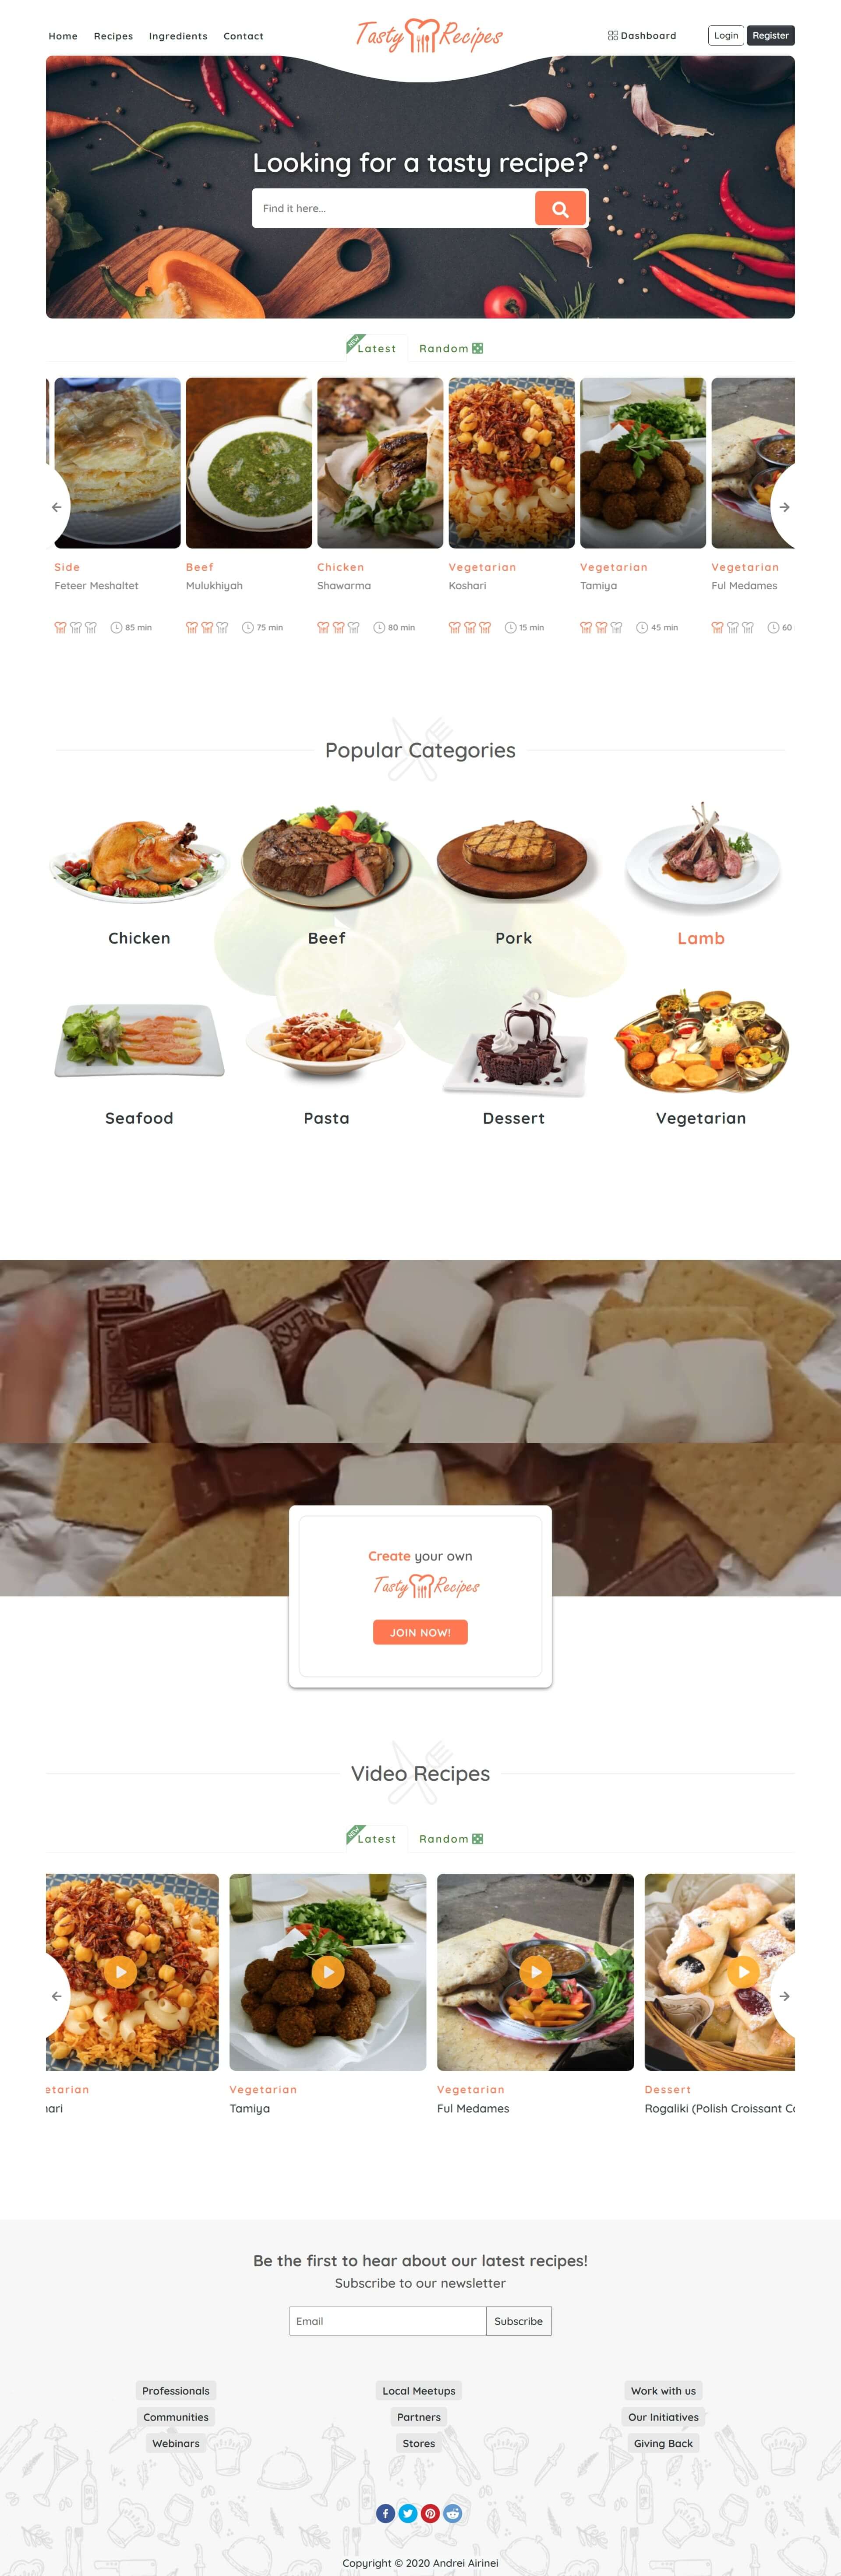 Home Recipes Ingredients Contact
Tasty Recipes
Dashboard
Login Register
Looking for a tasty recipe?
Find it here...
NEW
Latest Random
Side Beef Chicken Vegetarian Vegetarian Vegetarian
Feteer Meshaltet Mulukhiyah Shawarma Koshari Tamiya Ful Medames
85 min 75 min 80 min 15 min 45 min 60
Popular Categories
Chicken Beef Pork Lamb
Seafood Pasta Dessert Vegetarian
Create your own
Tasty Recipes
JOIN NOW!
Video Recipes
NEW
Latest Random
etarian Vegetarian Vegetarian Dessert
ari Tamiya Ful Medames Rogaliki (Polish Croissant Co
Be the first to hear about our latest recipes!
Subscribe to our newsletter
Email Subscribe
Professionals Local Meetups Work with us
Communities Partners Our Initiatives
Webinars Stores Giving Back
Copyright © 2020 Andrei Airinei